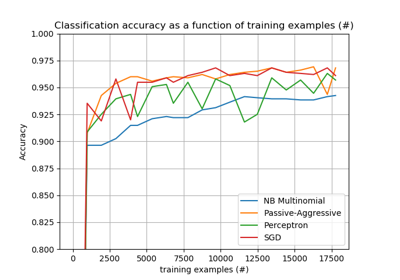 Classification accuracy as a function of training examples (#)
1.000
0.975
0.950
0.925
0.900
0.875
0.850
0.825
0.800
Accuracy
NB Multinomial
Passive-Aggressive
Perceptron
SGD
0 2500 5000 7500 10000 12500 15000 17500
training examples (#)